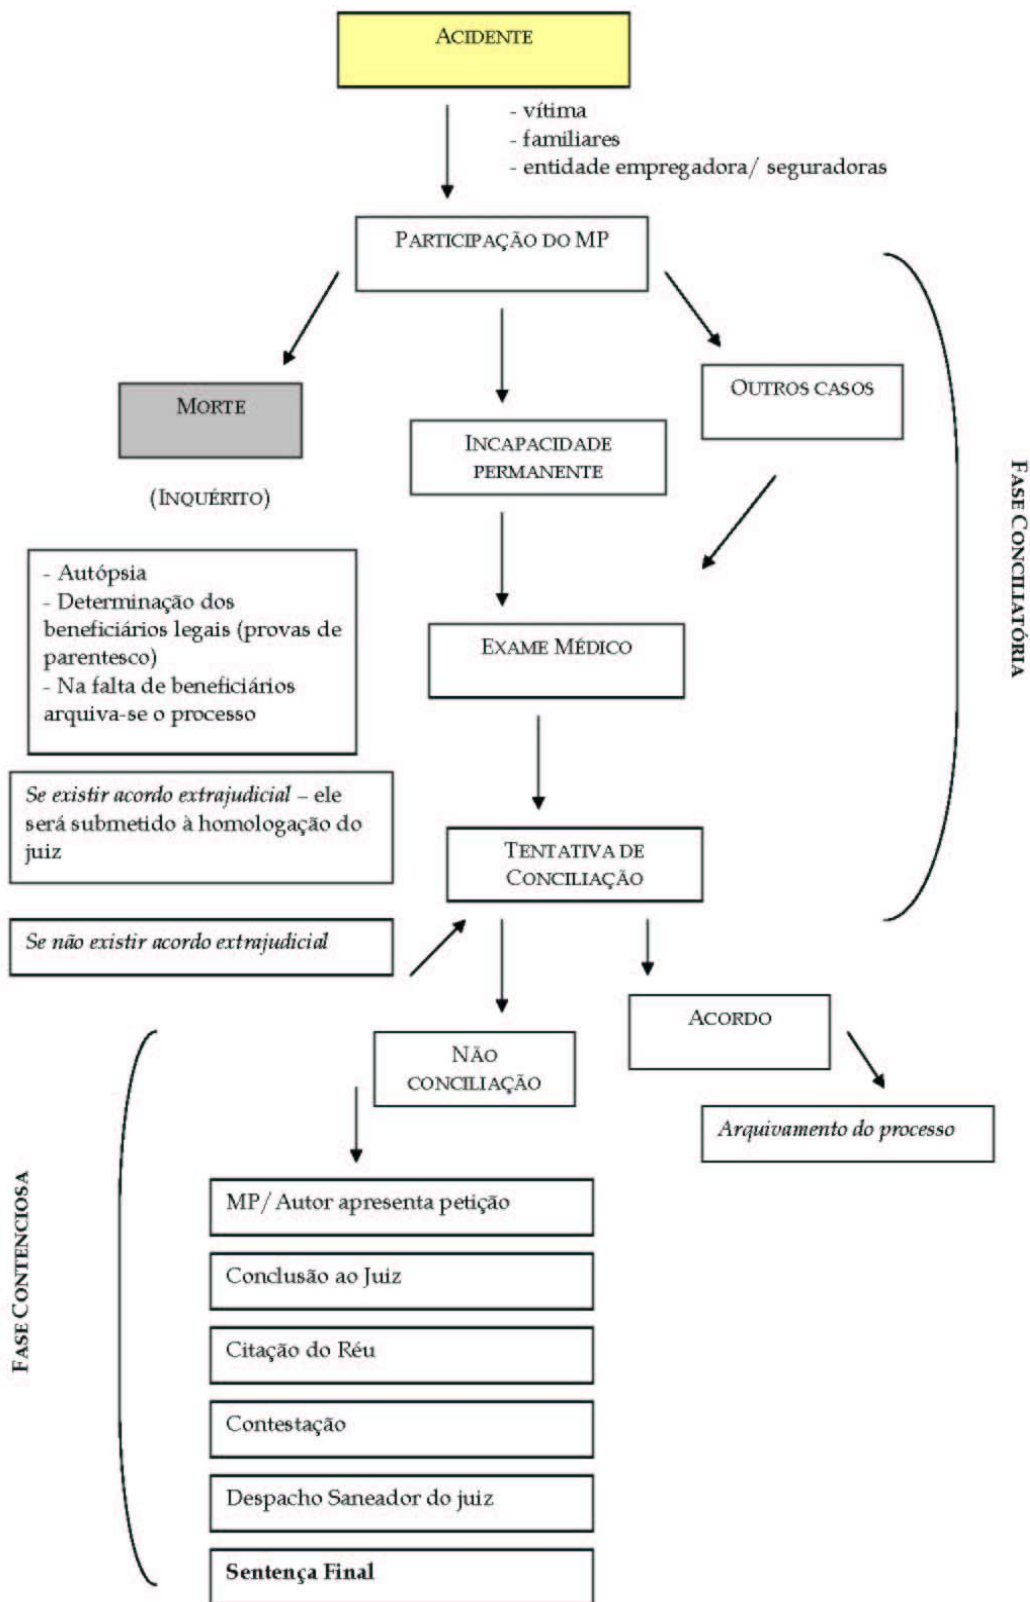 ACIDENTE
- vítima
- familiares
- entidade empregadora/ seguradoras
PARTICIPAÇÃO DO MP
MORTE
OUTROS CASOS
INCAPACIDADE
PERMANENTE
(INQUÉRITO)
- Autópsia
- Determinação dos
beneficiários legais (provas de
parentesco)
- Na falta de beneficiários
arquiva-se o processo
EXAME MÉDICO
FASE CONCILIATÓRIA
Se existir acordo extrajudicial – ele
será submetido à homologação do
juiz
TENTATIVA DE
CONCILIAÇÃO
Se não existir acordo extrajudicial
ACORDO
NÃO
CONCILIAÇÃO
Arquivamento do processo
FASE CONTENCIOSA
MP/Autor apresenta petição
Conclusão ao Juiz
Citação do Réu
Contestação
Despacho Saneador do juiz
Sentença Final